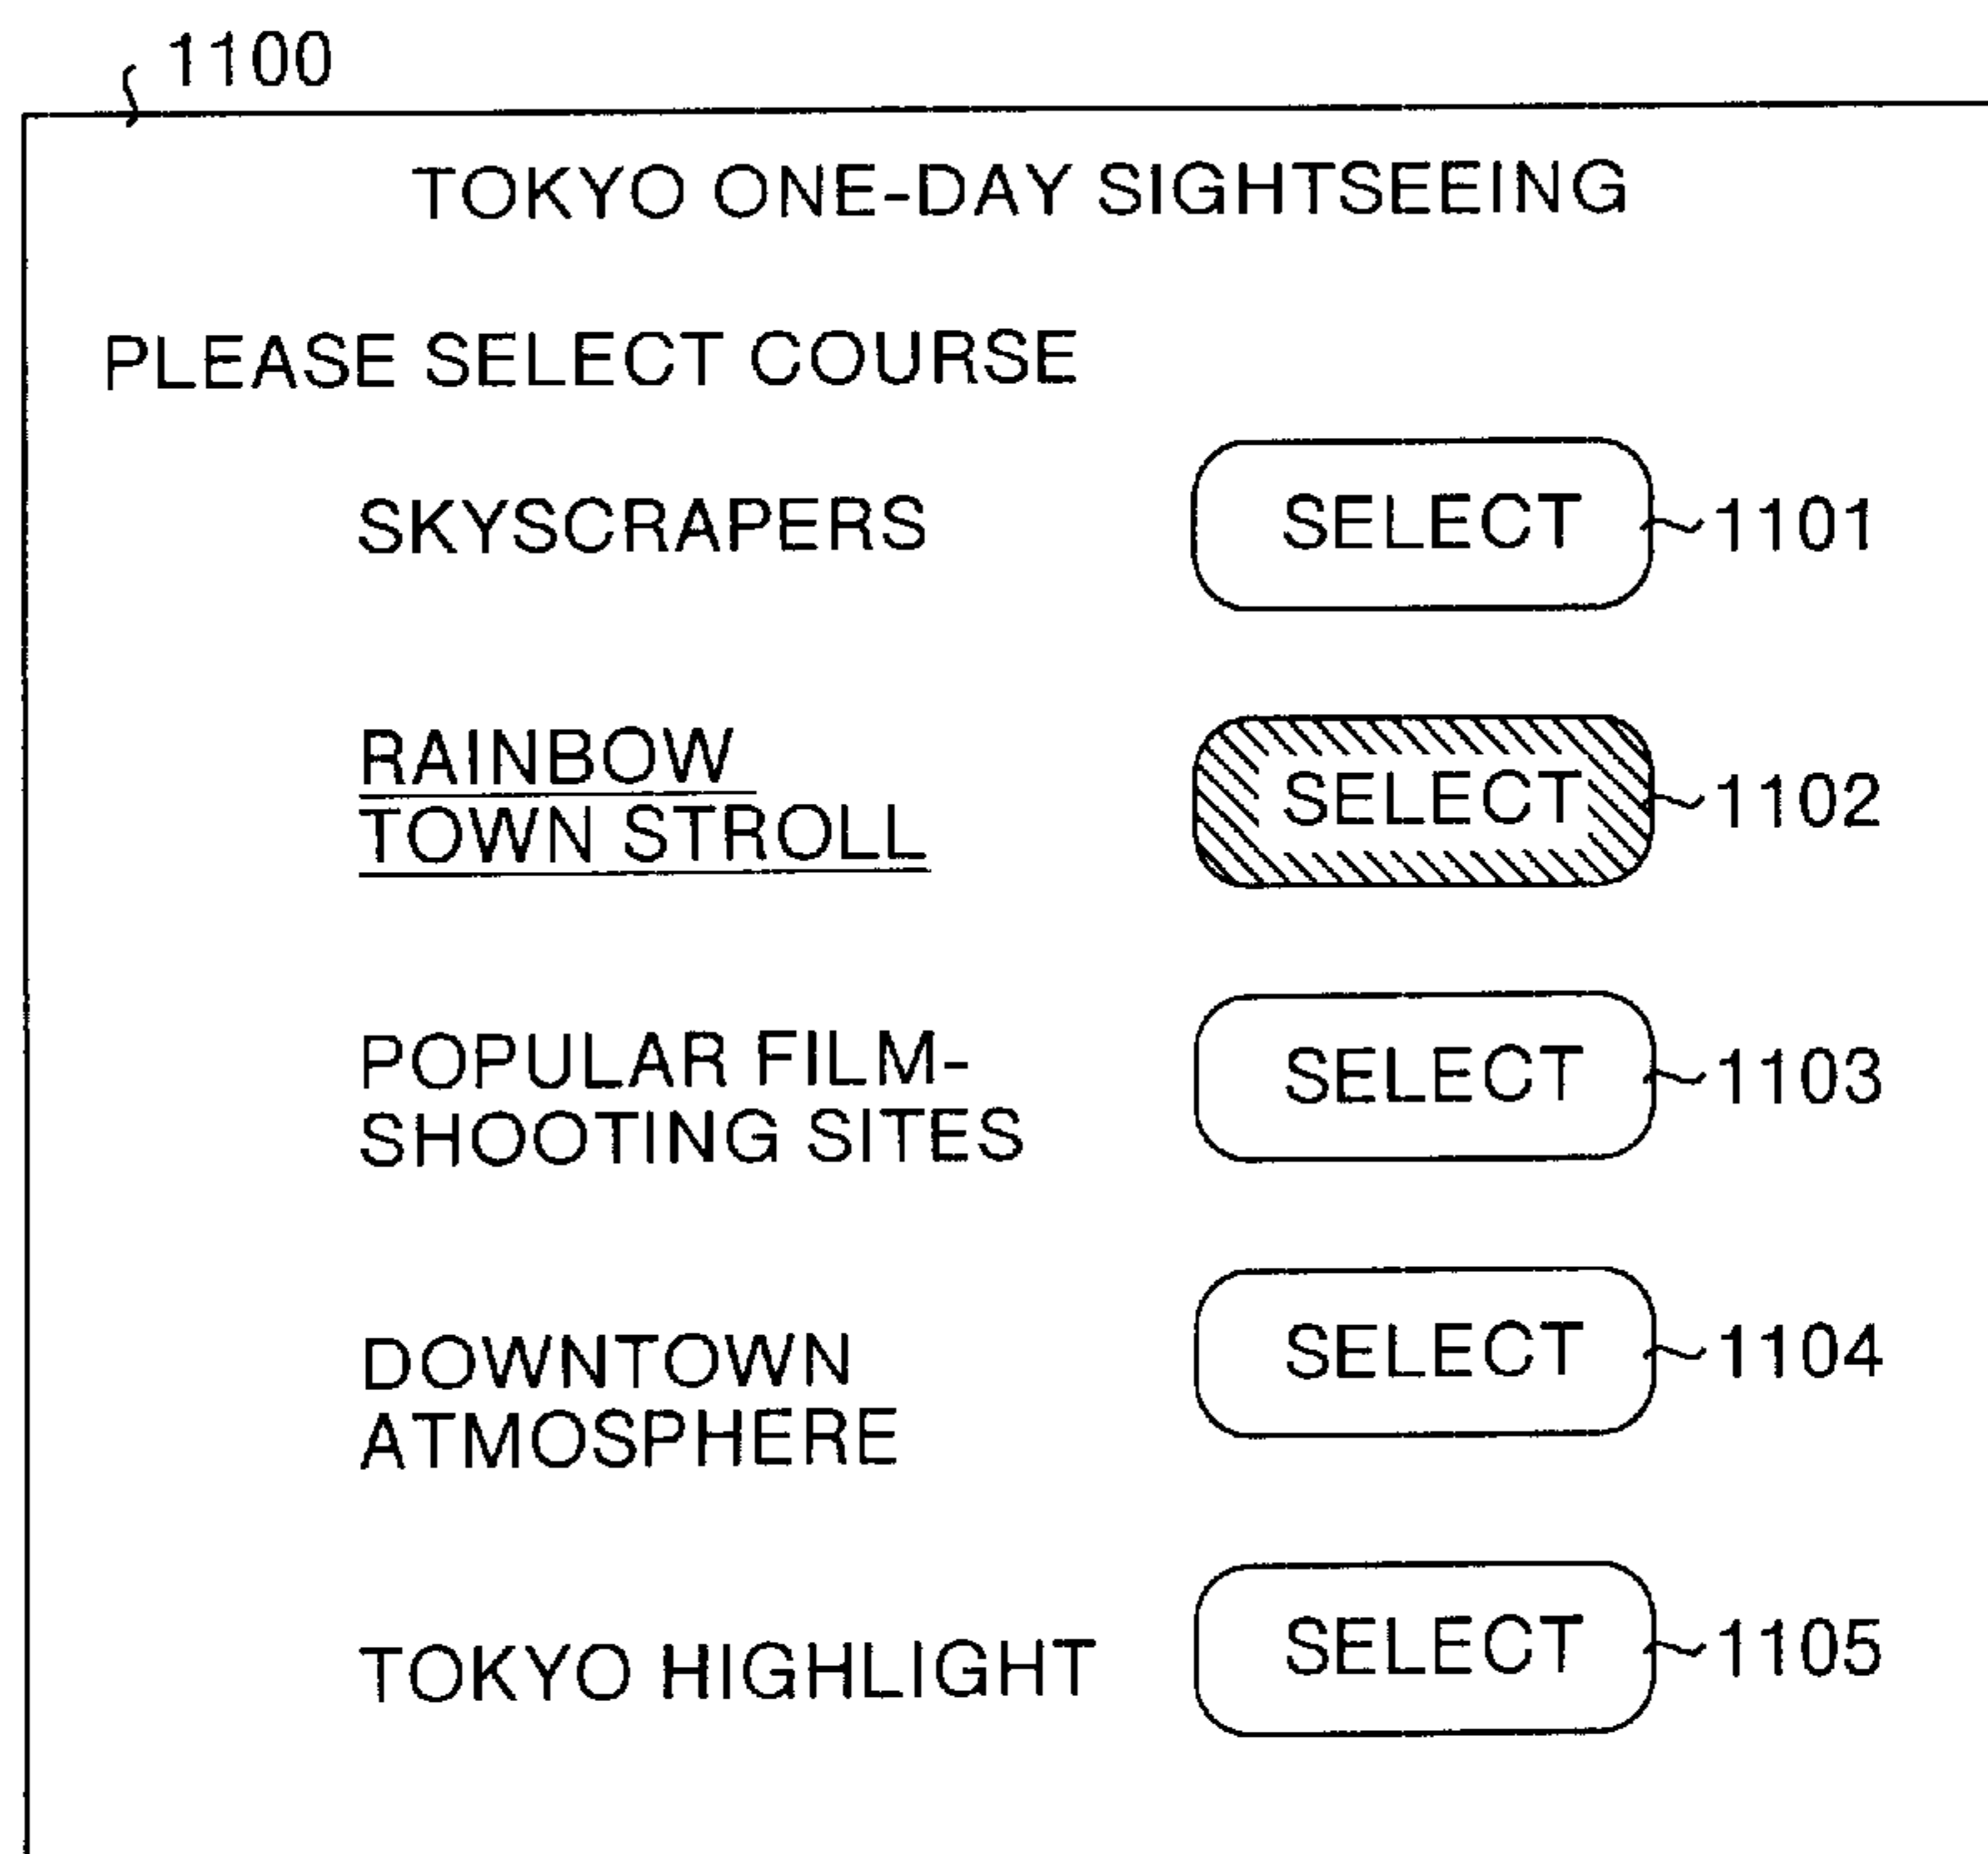 1100
TOKYO ONE-DAY SIGHTSEEING
PLEASE SELECT COURSE
SKYSCRAPERS SELECT 1101
RAINBOW
TOWN STROLL SELECT 1102
POPULAR FILM-
SHOOTING SITES SELECT 1103
DOWNTOWN
ATMOSPHERE SELECT 1104
TOKYO HIGHLIGHT SELECT 1105